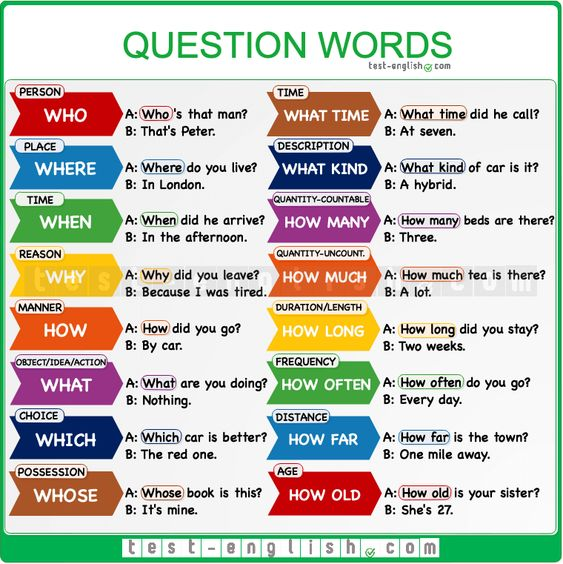 QUESTION WORDS
test-english.com
PERSON
WHO
A: Who's that man?
B: That's Peter.
PLACE
WHERE
A: Where do you live?
B: In London.
TIME
WHEN
A: When did he arrive?
B: In the afternoon.
REASON
WHY
A: Why did you leave?
B: Because I was tired.
MANNER
HOW
A: How did you go?
B: By car.
OBJECT/IDEA/ACTION
WHAT
A: What are you doing?
B: Nothing.
CHOICE
WHICH
A: Which car is better?
B: The red one.
POSSESSION
WHOSE
A: Whose book is this?
B: It's mine.
TIME
WHAT TIME
A: What time did he call?
B: At seven.
DESCRIPTION
WHAT KIND
A: What kind of car is it?
B: A hybrid.
QUANTITY-COUNTABLE
HOW MANY
A: How many beds are there?
B: Three.
QUANTITY-UNCOUNT.
HOW MUCH
A: How much tea is there?
B: A lot.
DURATION/LENGTH
HOW LONG
A: How long did you stay?
B: Two weeks.
FREQUENCY
HOW OFTEN
A: How often do you go?
B: Every day.
DISTANCE
HOW FAR
A: How far is the town?
B: One mile away.
AGE
HOW OLD
A: How old is your sister?
B: She's 27.
test-english.com
test-english.com